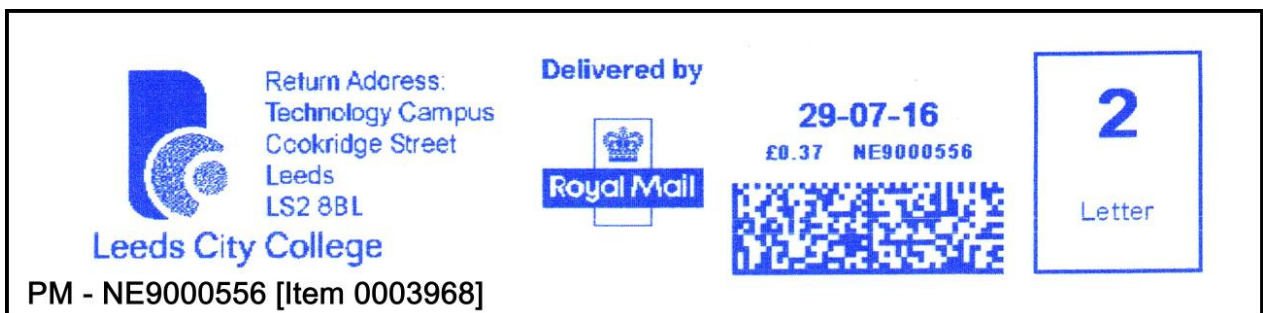 Return Address:
Technology Campus
Cookridge Street
Leeds
LS2 8BL
Leeds City College
Delivered by
Royal Mail
29-07-16
£0.37 NE9000556
2
Letter
PM - NE9000556 [Item 0003968]